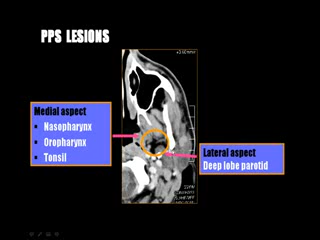 PPS LESIONS
Medial aspect
Nasopharynx
Oropharynx
Tonsil
Lateral aspect
Deep lobe parotid